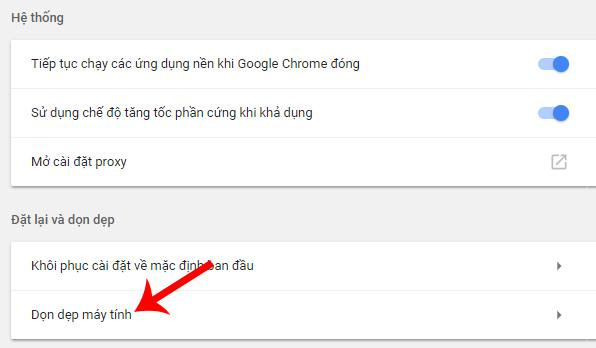 Hệ thống
Tiếp tục chạy các ứng dụng nền khi Google Chrome đóng
Sử dụng chế độ tăng tốc phần cứng khi khả dụng
Mở cài đặt proxy
Đặt lại và dọn dẹp
Khôi phục cài đặt về mặc định ban đầu
Dọn dẹp máy tính